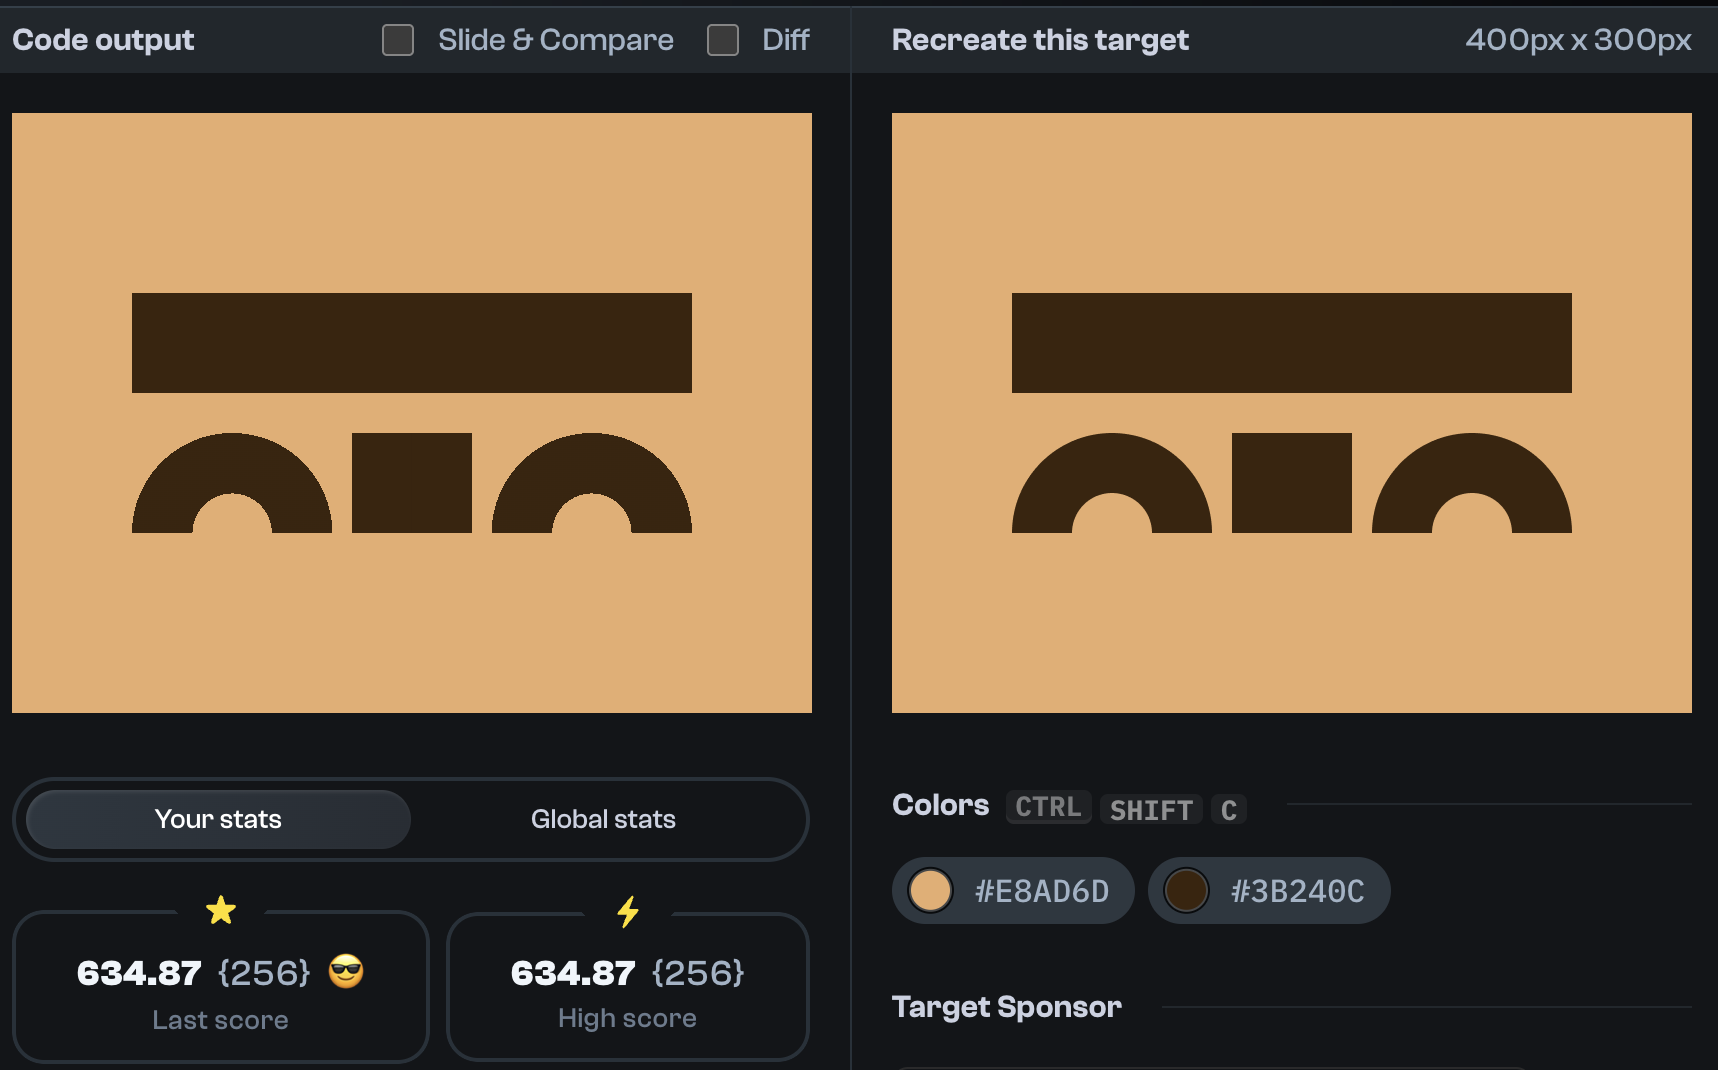 Code output
Slide & Compare
Diff
Recreate this target
400px x 300px
Your stats
Global stats
634.87 {256}
Last score
634.87 {256}
High score
Colors CTRL SHIFT C
#E8AD6D
#3B240C
Target Sponsor